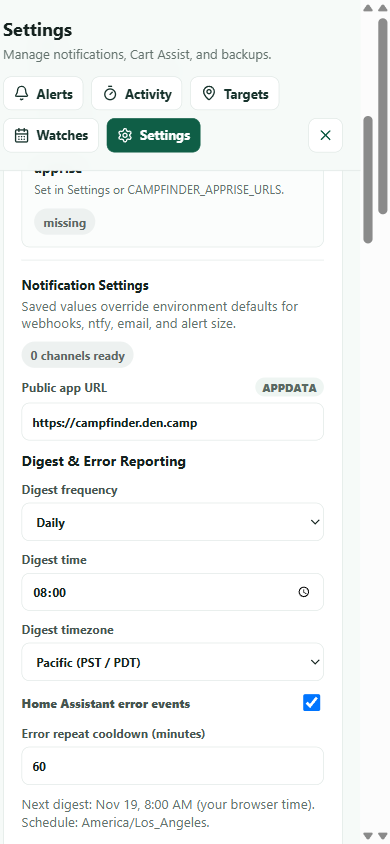 Settings
Manage notifications, Cart Assist, and backups.
Alerts
Activity
Targets
Watches
Settings
apprise
Set in Settings or CAMPFINDER_APPRISE_URLS.
missing
Notification Settings
Saved values override environment defaults for
webhooks, ntfy, email, and alert size.
0 channels ready
Public app URL
APPDATA
https://campfinder.den.camp
Digest & Error Reporting
Digest frequency
Daily
Digest time
08:00
Digest timezone
Pacific (PST / PDT)
Home Assistant error events
Error repeat cooldown (minutes)
60
Next digest: Nov 19, 8:00 AM (your browser time).
Schedule: America/Los_Angeles.